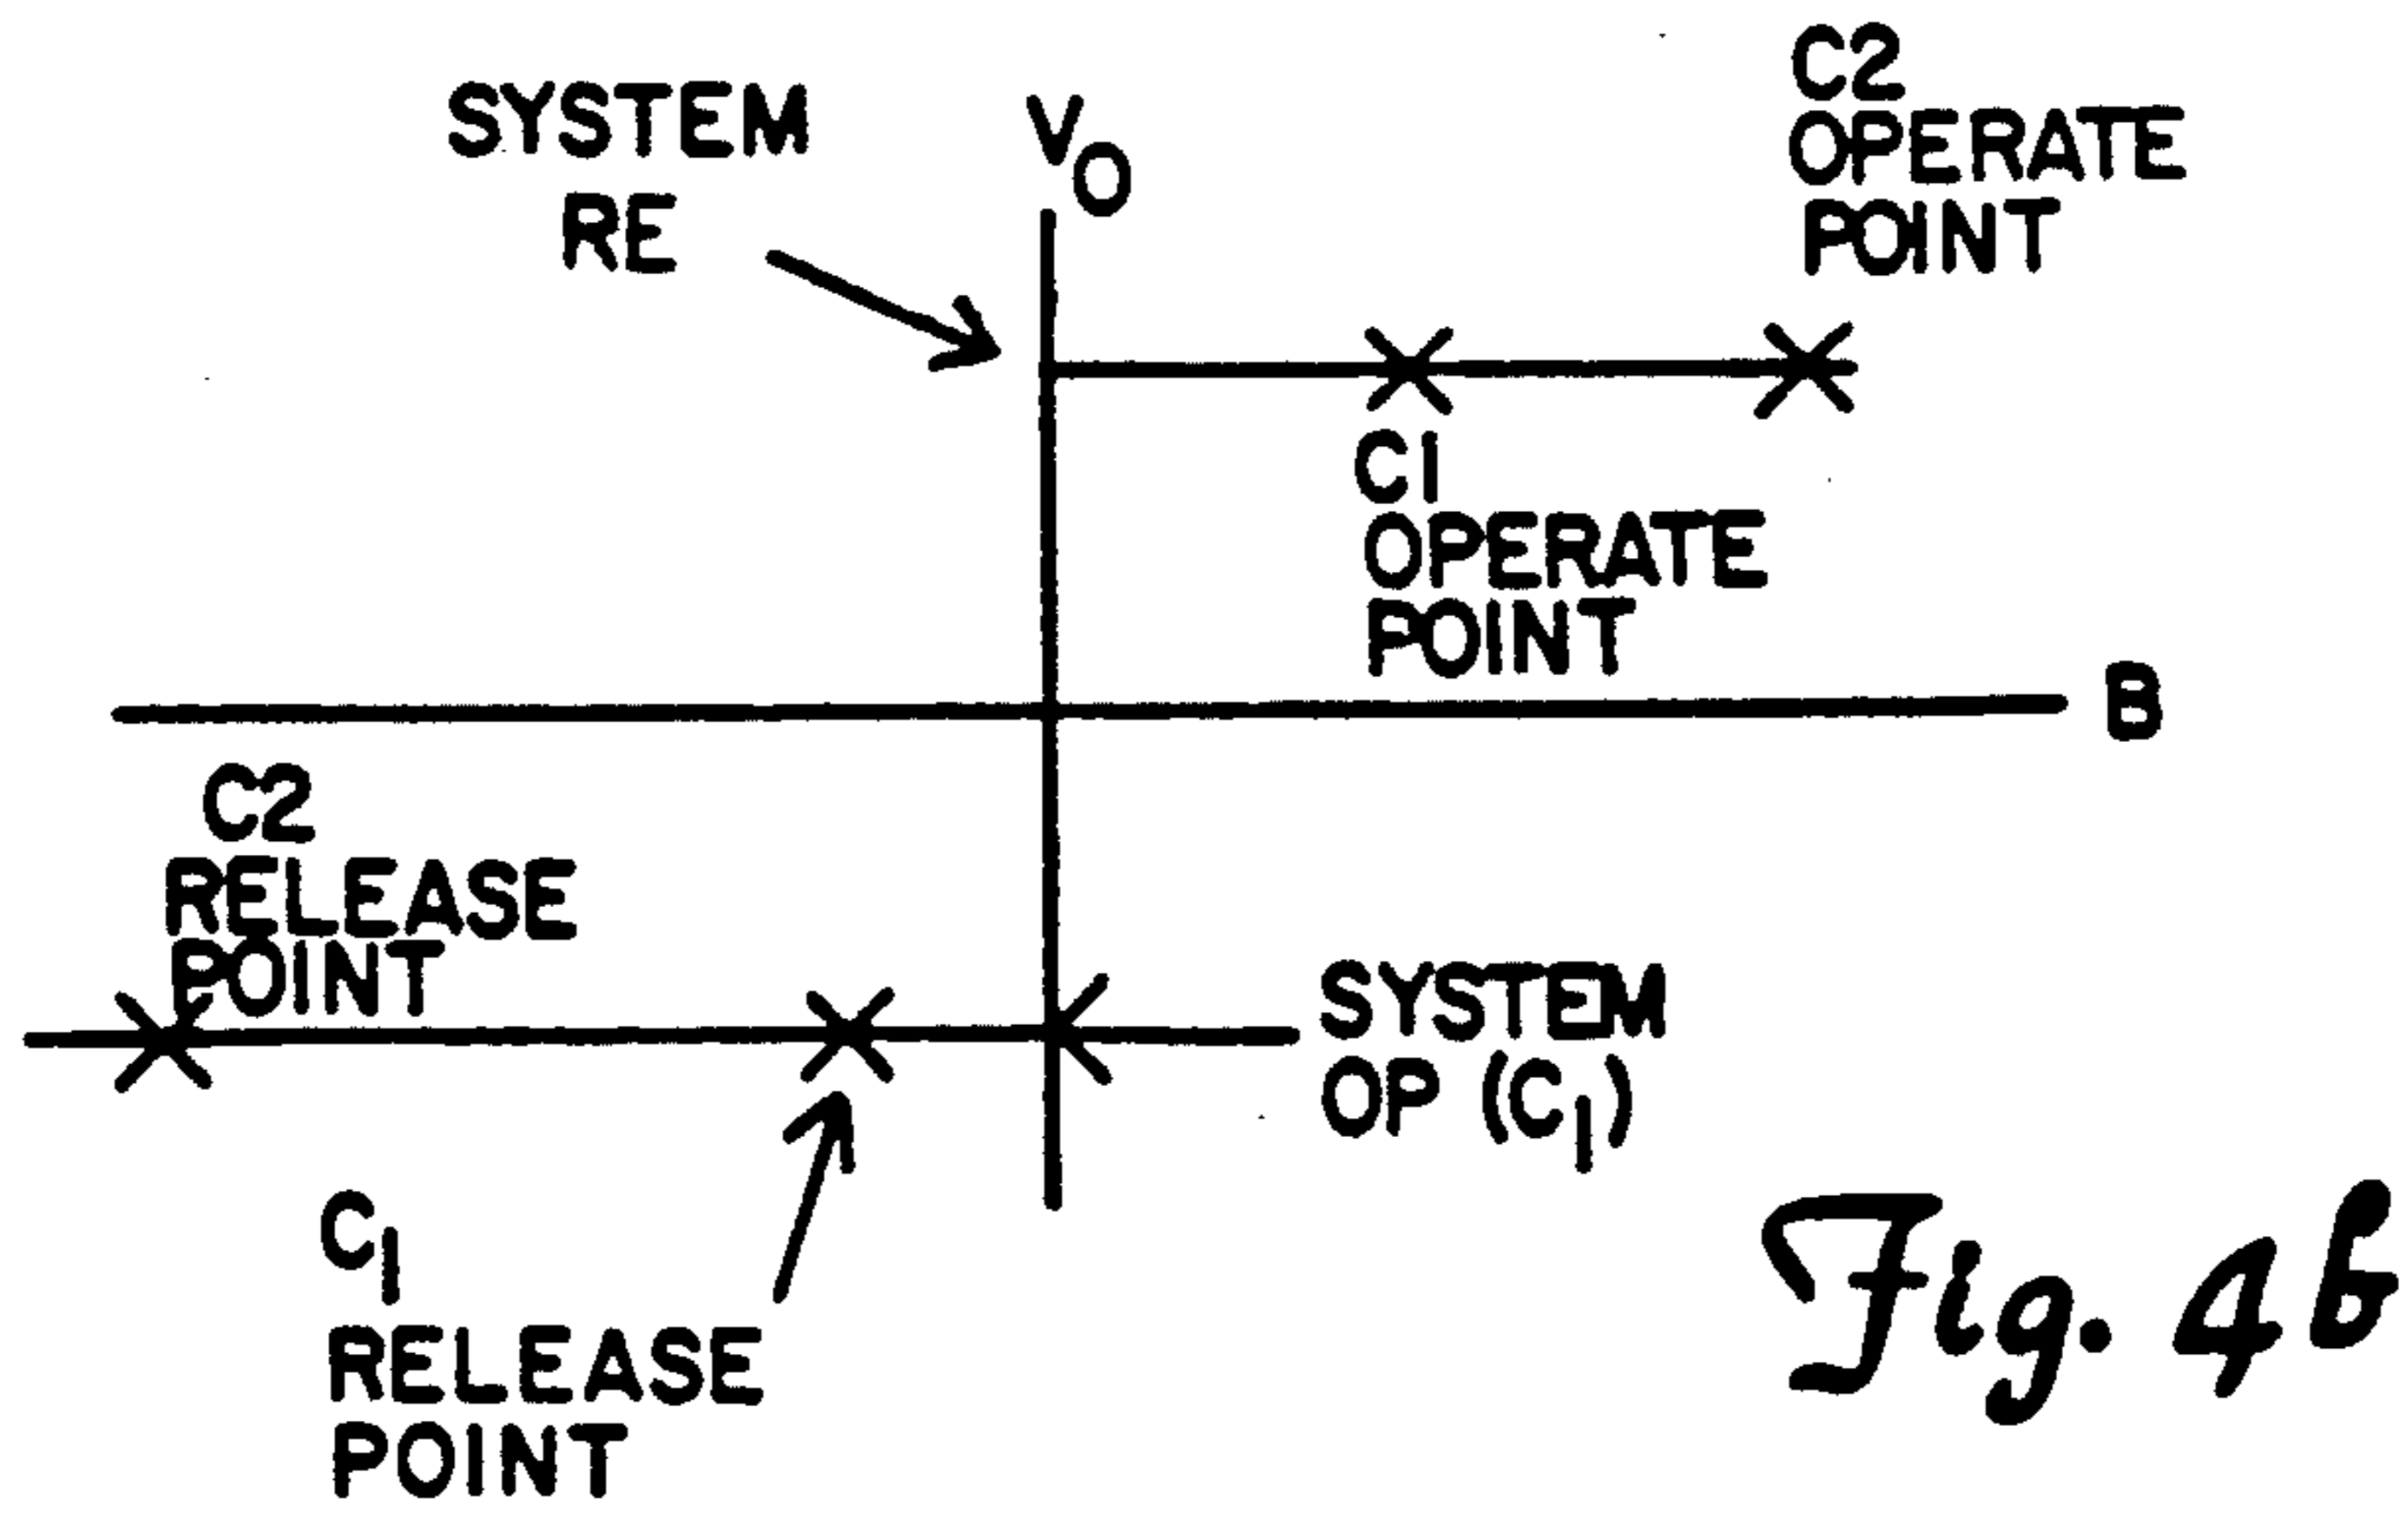 SYSTEM
RE
V₀
C2
OPERATE
POINT
C1
OPERATE
POINT
B
C2
RELEASE
POINT
SYSTEM
OP (C₁)
C₁
RELEASE
POINT
Fig. 4b